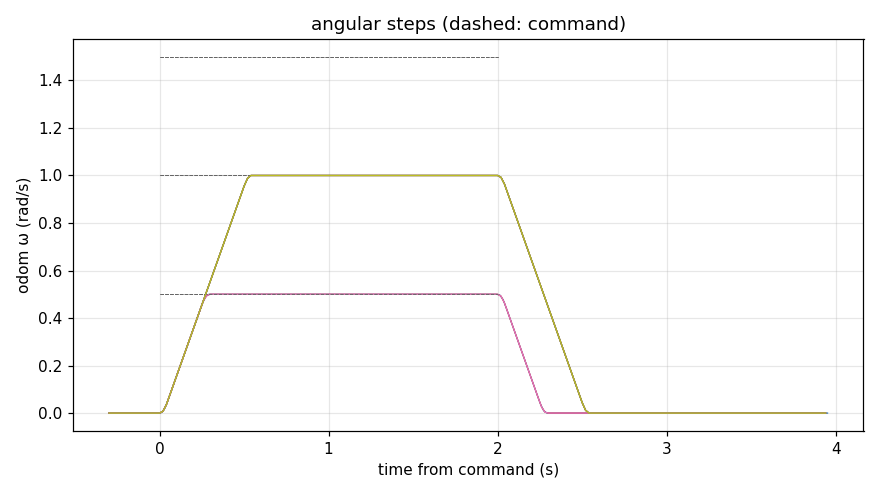 angular steps (dashed: command)
odom ω (rad/s)
1.4
1.2
1.0
0.8
0.6
0.4
0.2
0.0
0 1 2 3 4
time from command (s)